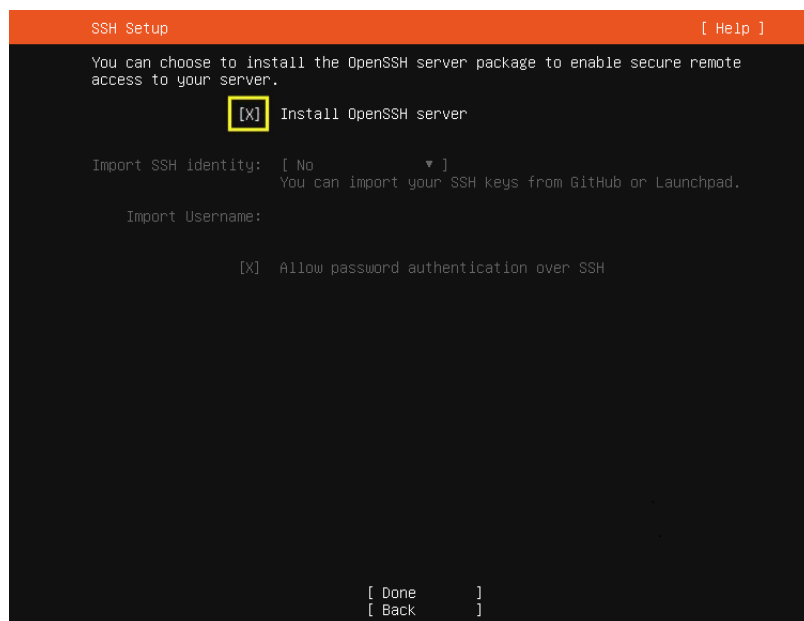 SSH Setup [ Help ]
You can choose to install the OpenSSH server package to enable secure remote
access to your server.
[X] Install OpenSSH server
Import SSH identity: [ No ▾ ]
You can import your SSH keys from GitHub or Launchpad.
Import Username:
[X] Allow password authentication over SSH
[ Done ]
[ Back ]